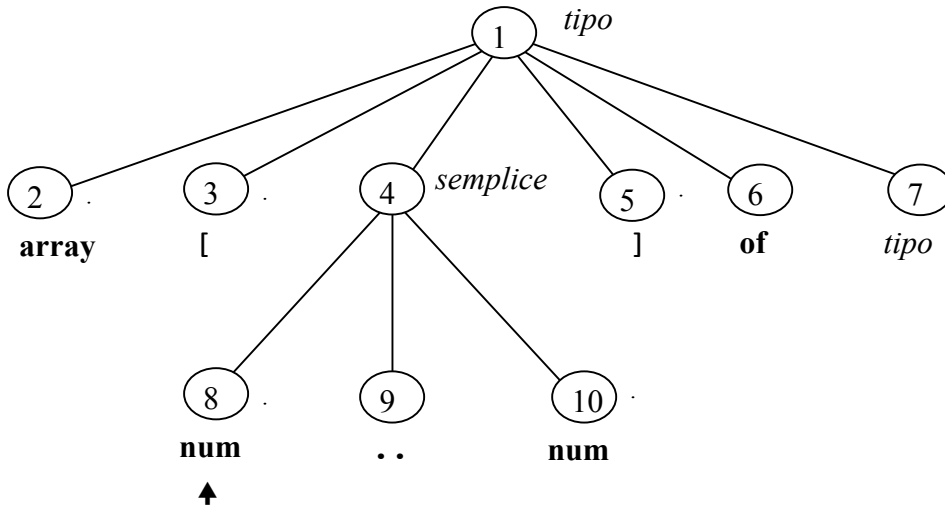 1 tipo
2 3 4 semplice 5 6 7
array [ ] of tipo
8 9 10
num .. num